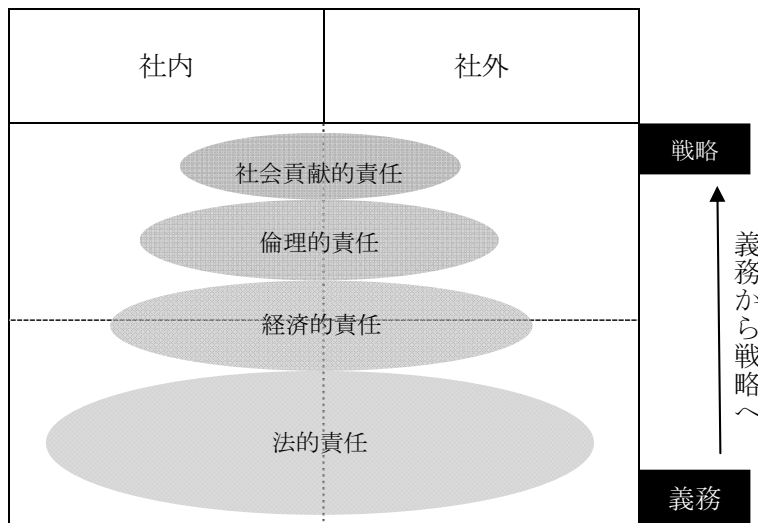 社内
社外
戦略
社会貢献的責任
倫理的責任
経済的責任
法的責任
義務から戦略へ
義務